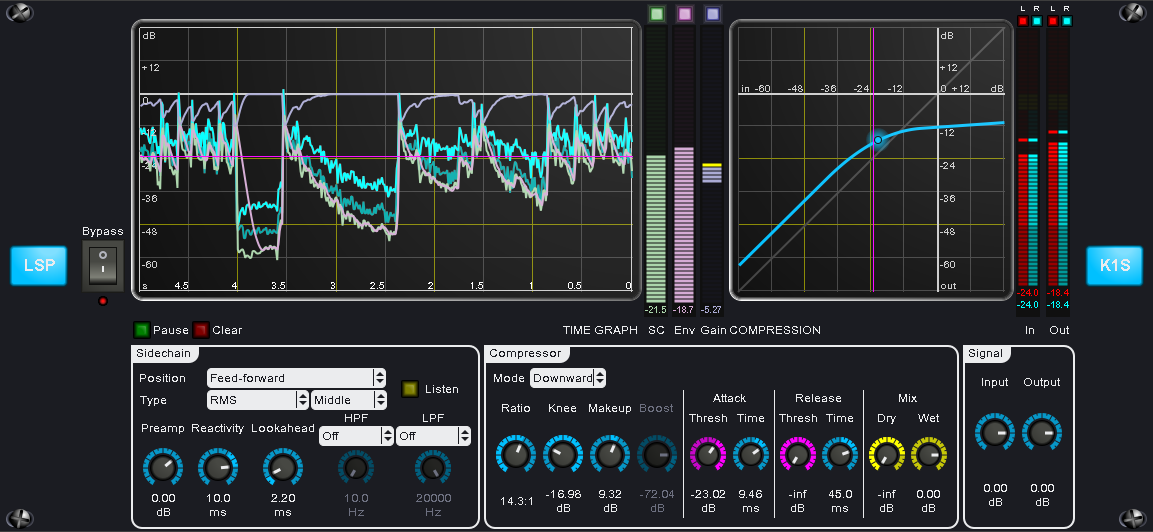 L R L R
dB
+12
0
-12
-24
-36
-48
-60
s 4.5 4 3.5 3 2.5 2 1.5 1 0.5 0
dB
+12
in -60 -48 -36 -24 -12 0 +12 dB
-12
-24
-36
-48
-60
out
-21.5 -18.7 -5.27
-24.0 -18.4
-24.0 -18.4
Bypass
LSP
K1S
Pause Clear
TIME GRAPH SC Env Gain COMPRESSION
In Out
Sidechain
Position Feed-forward
Type RMS Middle
Listen
HPF LPF
Off Off
Preamp Reactivity Lookahead
0.00 10.0 2.20 10.0 20000
dB ms ms Hz Hz
Compressor
Mode Downward
Ratio Knee Makeup Boost
Attack Release Mix
Thresh Time Thresh Time Dry Wet
14.3:1 -16.98 9.32 -72.04 -23.02 9.46 -inf 45.0 -inf 0.00
dB dB dB dB ms dB ms dB dB
Signal
Input Output
0.00 0.00
dB dB